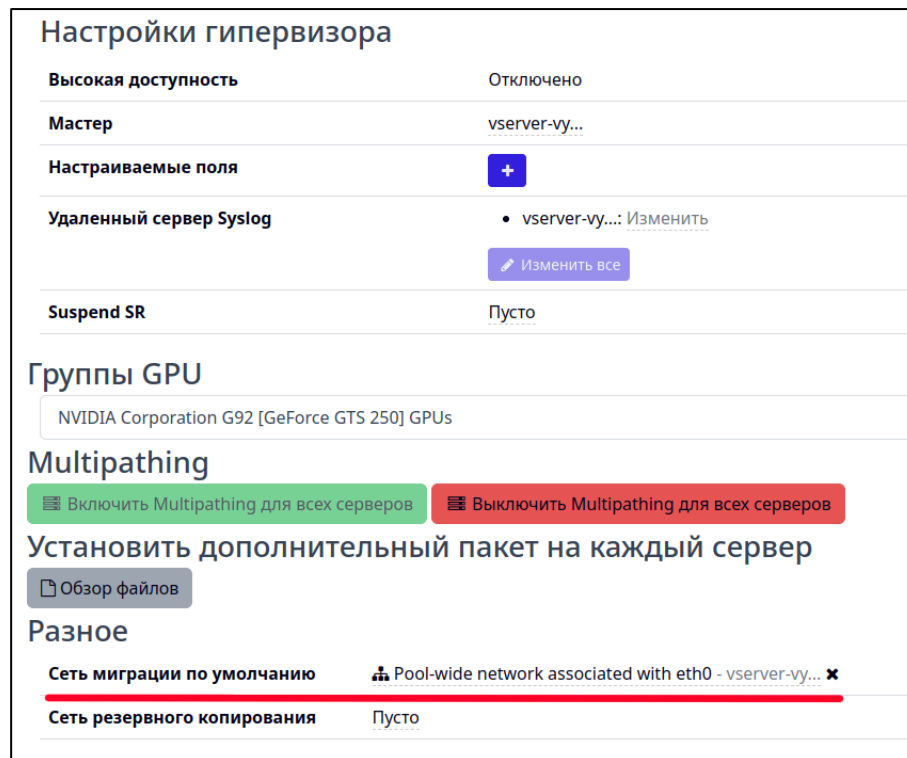 Настройки гипервизора
Высокая доступность Отключено
Мастер vserver-vy...
Настраиваемые поля +
Удаленный сервер Syslog • vserver-vy...: Изменить
Изменить все
Suspend SR Пусто
Группы GPU
NVIDIA Corporation G92 [GeForce GTS 250] GPUs
Multipathing
Включить Multipathing для всех серверов Выключить Multipathing для всех серверов
Установить дополнительный пакет на каждый сервер
Обзор файлов
Разное
Сеть миграции по умолчанию Pool-wide network associated with eth0 - vserver-vy... ✖
Сеть резервного копирования Пусто